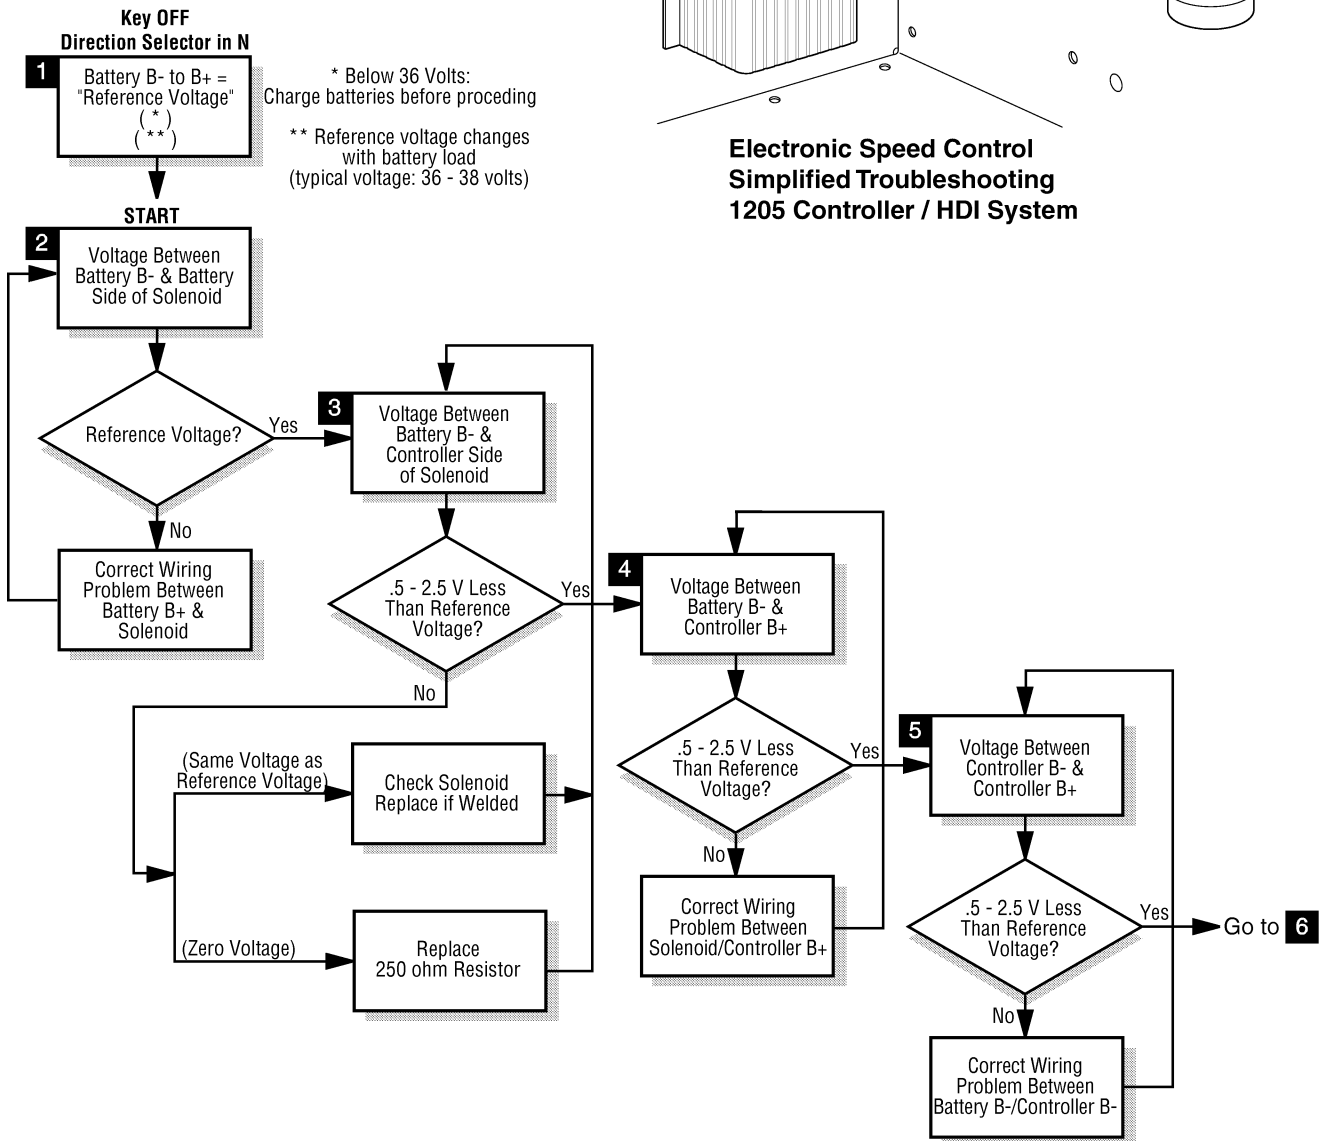 Key OFF
Direction Selector in N
1
Battery B- to B+ =
"Reference Voltage"
( * )
( ** )
* Below 36 Volts:
Charge batteries before proceding
** Reference voltage changes
with battery load
(typical voltage: 36 - 38 volts)
Electronic Speed Control
Simplified Troubleshooting
1205 Controller / HDI System
START
2
Voltage Between
Battery B- & Battery
Side of Solenoid
Reference Voltage?
Yes
No
Correct Wiring
Problem Between
Battery B+ &
Solenoid
3
Voltage Between
Battery B- &
Controller Side
of Solenoid
.5 - 2.5 V Less
Than Reference
Voltage?
Yes
No
(Same Voltage as
Reference Voltage)
Check Solenoid
Replace if Welded
(Zero Voltage)
Replace
250 ohm Resistor
4
Voltage Between
Battery B- &
Controller B+
.5 - 2.5 V Less
Than Reference
Voltage?
Yes
No
Correct Wiring
Problem Between
Solenoid/Controller B+
5
Voltage Between
Controller B- &
Controller B+
.5 - 2.5 V Less
Than Reference
Voltage?
Yes
Go to 6
No
Correct Wiring
Problem Between
Battery B-/Controller B-